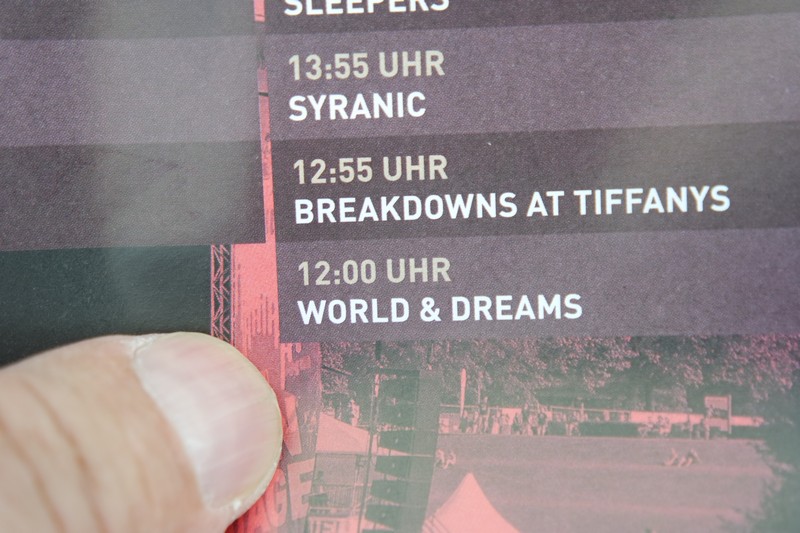 SLEEPERS
13:55 UHR
SYRANIC
12:55 UHR
BREAKDOWNS AT TIFFANYS
12:00 UHR
WORLD & DREAMS